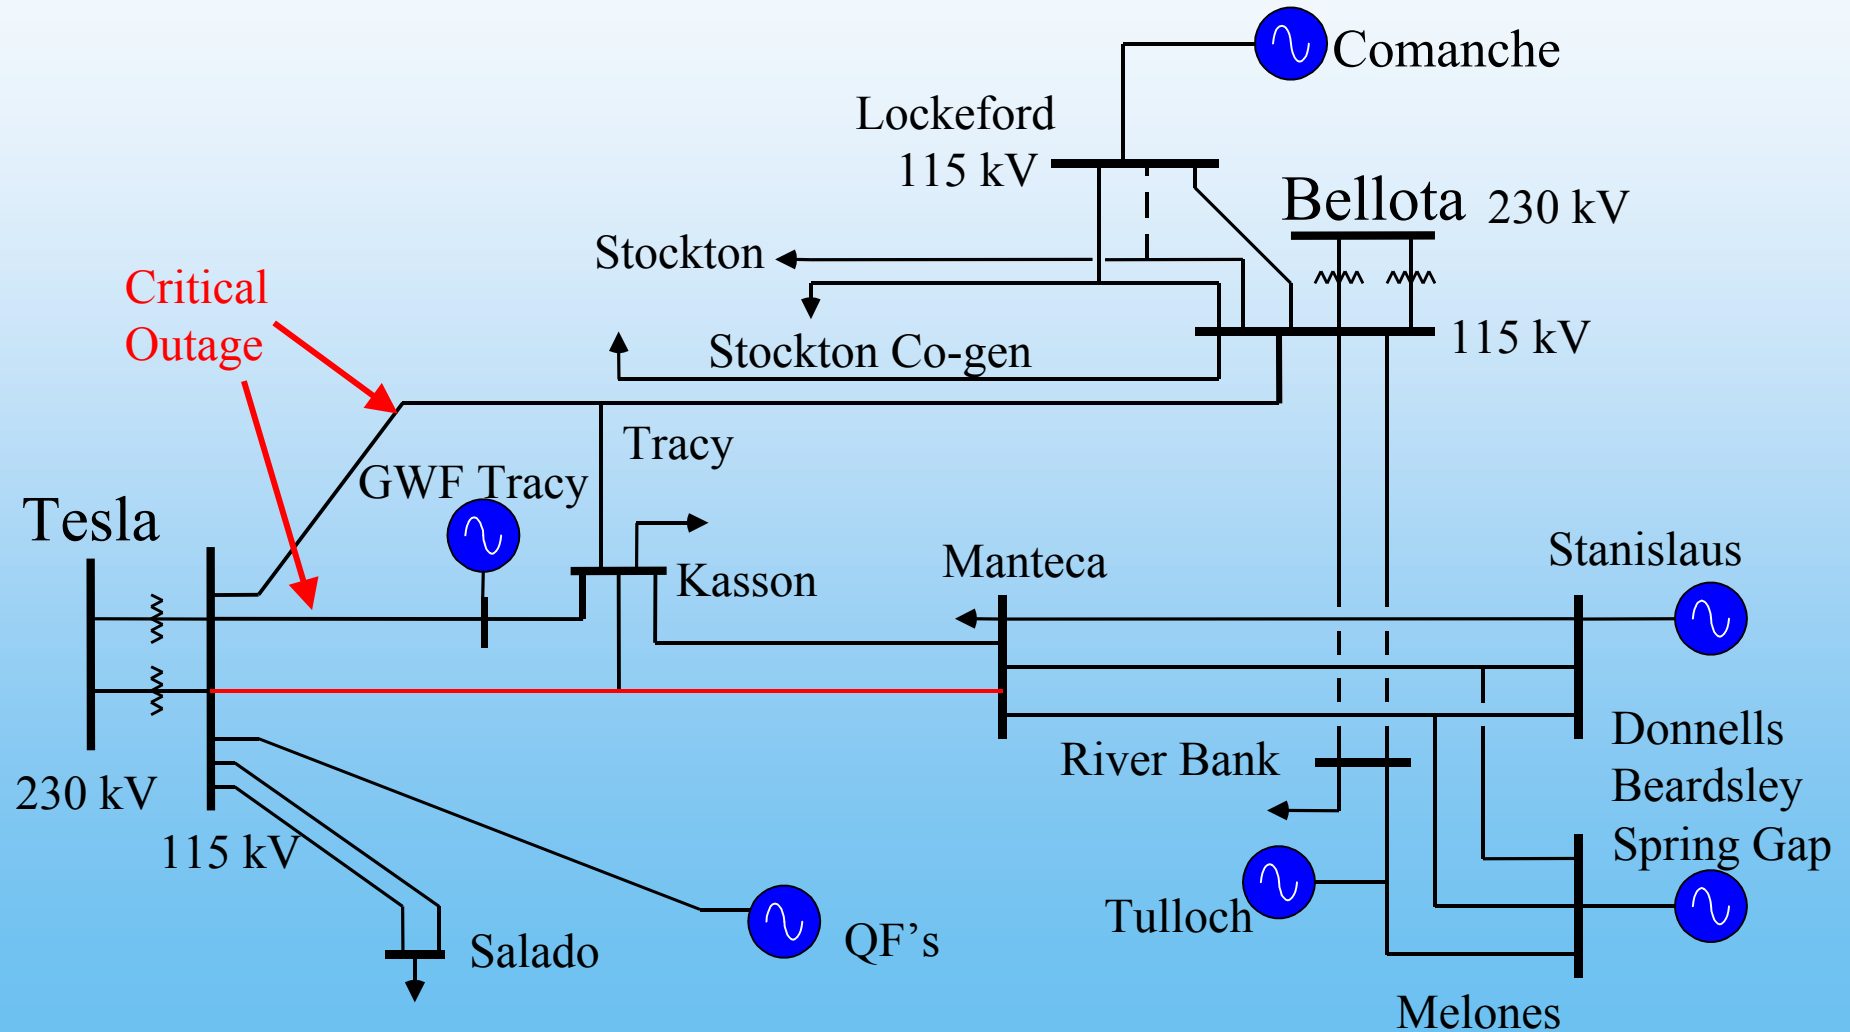 Comanche
Lockeford
115 kV
Bellota 230 kV
Stockton
Critical
Outage
Stockton Co-gen
115 kV
Tracy
GWF Tracy
Tesla
Kasson
Manteca
Stanislaus
230 kV
115 kV
River Bank
Donnells
Beardsley
Spring Gap
Tulloch
QF's
Salado
Melones